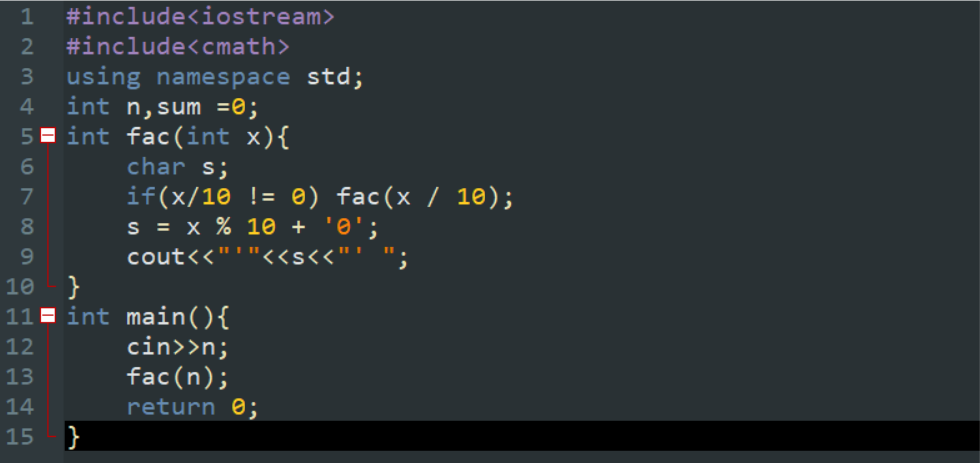 1 #include<iostream>
2 #include<cmath>
3 using namespace std;
4 int n,sum =0;
5 int fac(int x){
6     char s;
7     if(x/10 != 0) fac(x / 10);
8     s = x % 10 + '0';
9     cout<<"'"<<s<<"' ";
10 }
11 int main(){
12     cin>>n;
13     fac(n);
14     return 0;
15 }